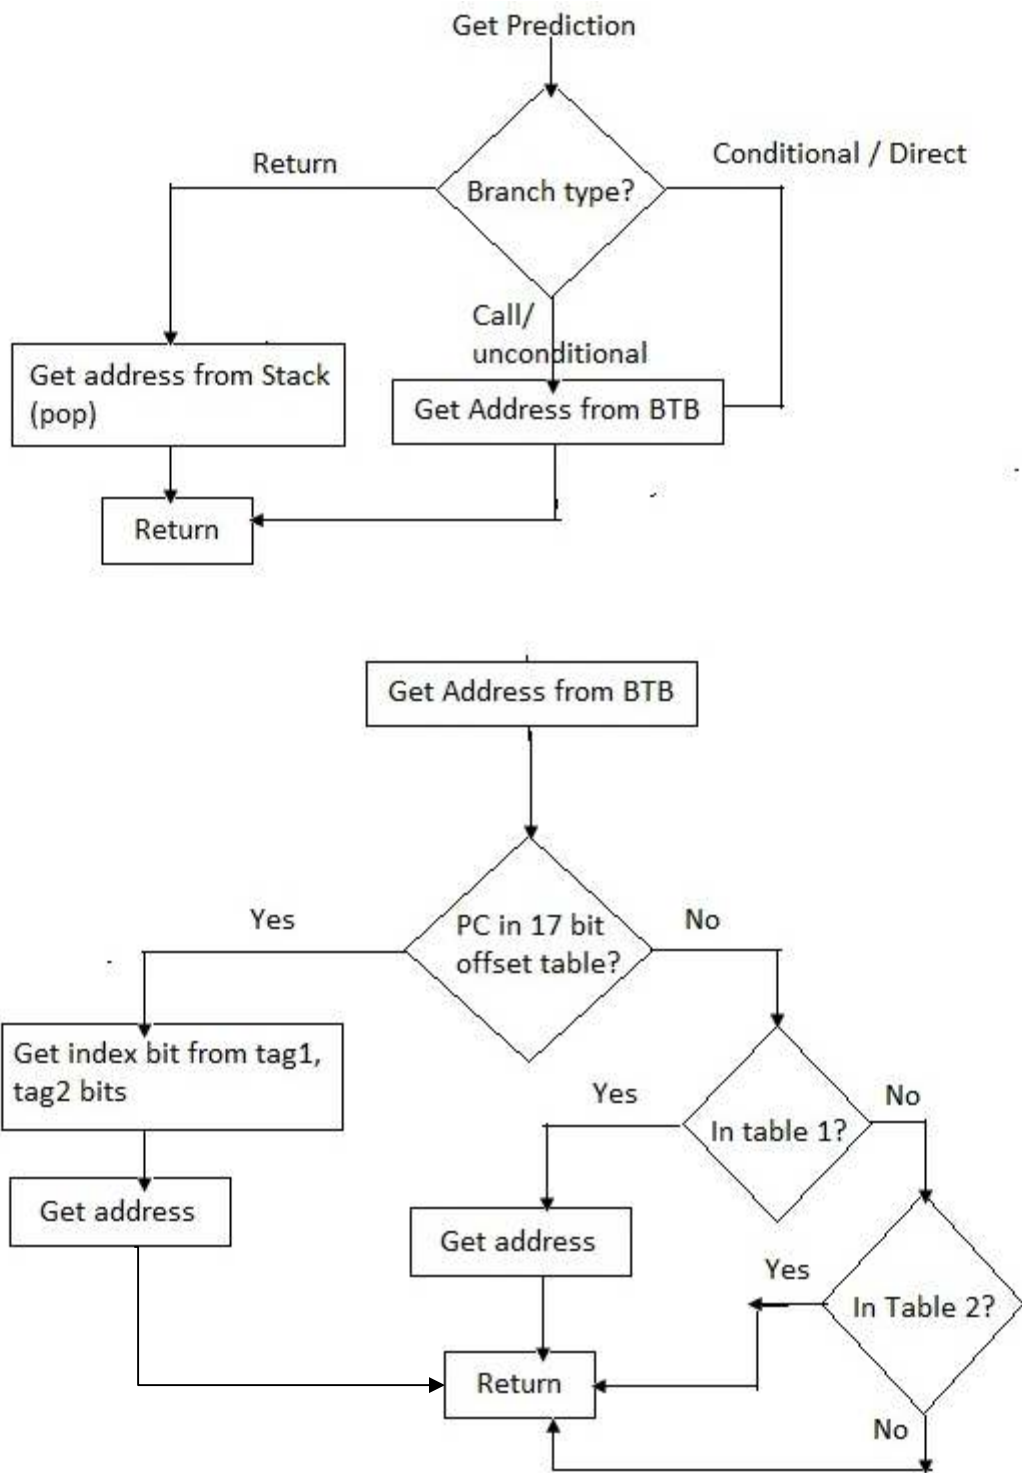 Get Prediction
Conditional / Direct
Return
Branch type?
Call/
unconditional
Get address from Stack
(pop)
Get Address from BTB
Return
Get Address from BTB
Yes
PC in 17 bit
offset table?
No
Get index bit from tag1,
tag2 bits
Yes
No
In table 1?
Get address
Get address
Yes
In Table 2?
Return
No